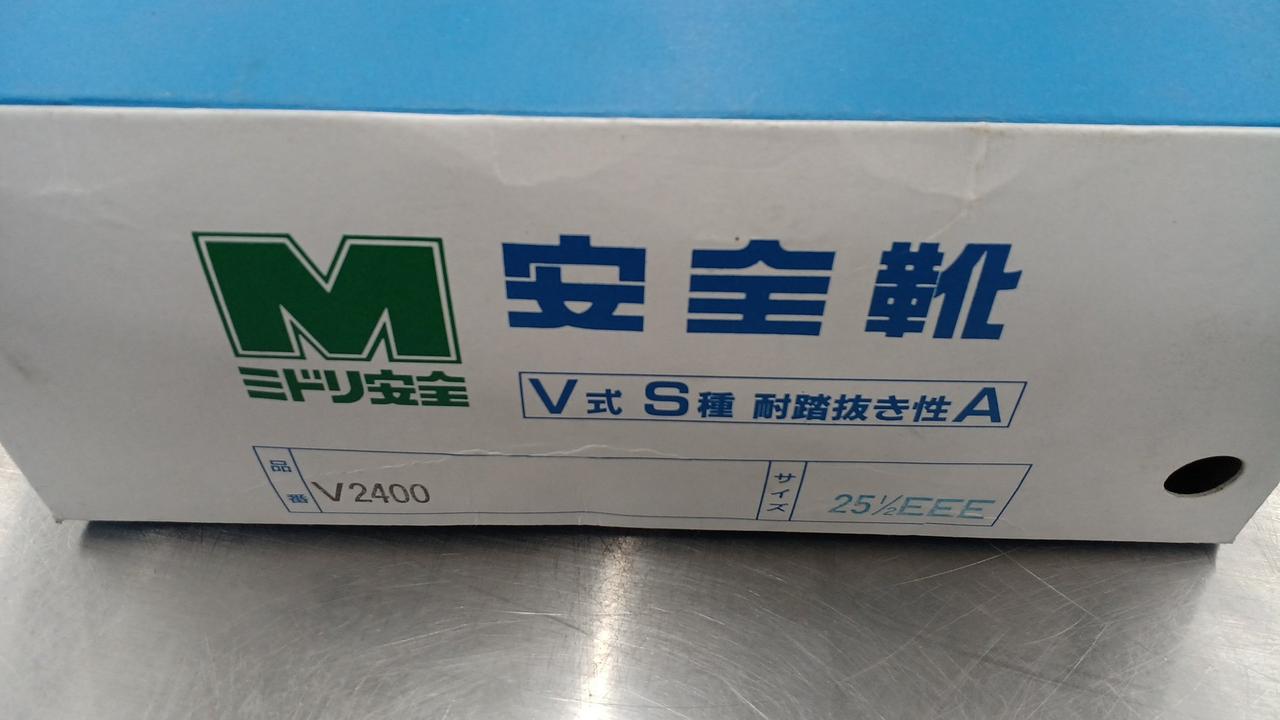 M
ミドリ安全
安全靴
V式 S種 耐踏抜き性A
品番 V2400 サイズ 25½EEE